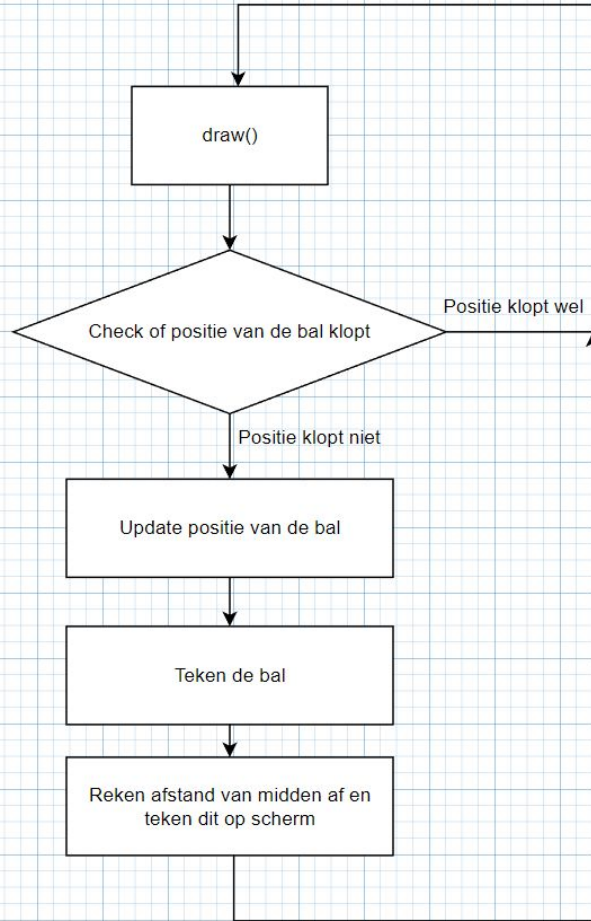 draw()
Check of positie van de bal klopt
Positie klopt wel
Positie klopt niet
Update positie van de bal
Teken de bal
Reken afstand van midden af en
teken dit op scherm